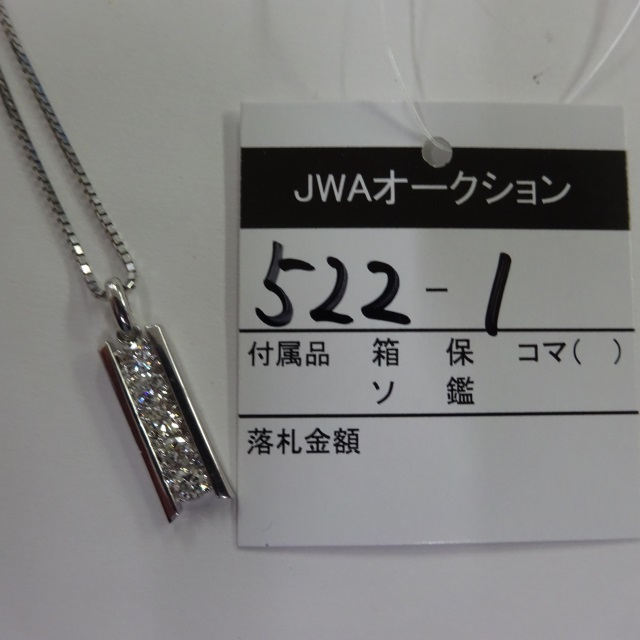 JWAオークション
522-1
付属品 箱 保 コマ( )
ソ 鑑
落札金額